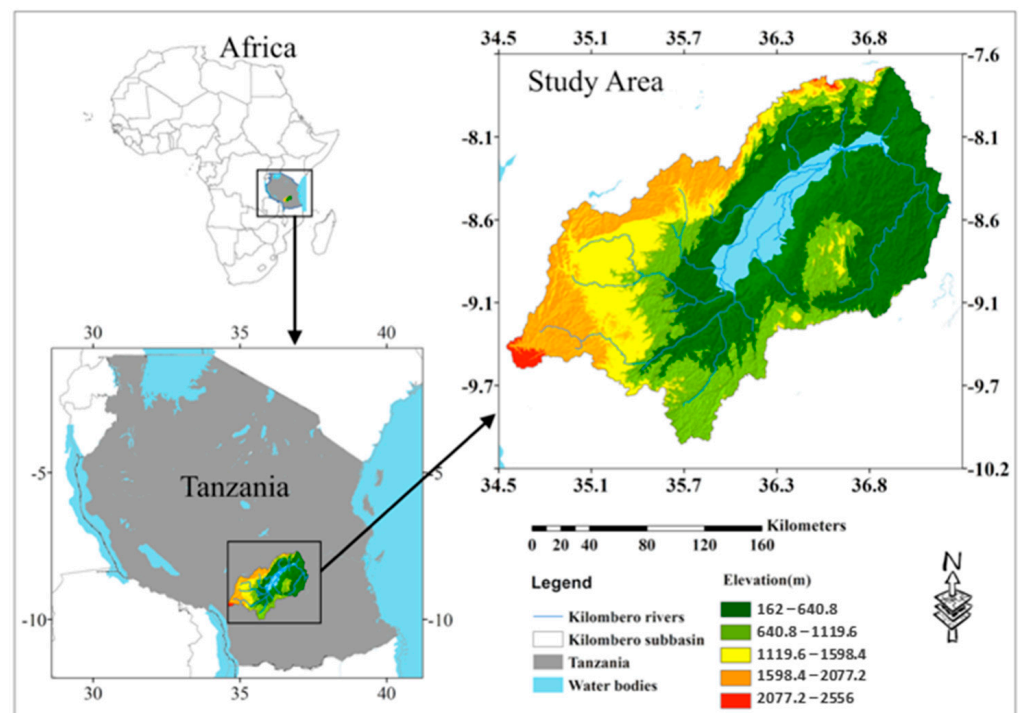 Africa
34.5 35.1 35.7 36.3 36.8
-7.6
Study Area
-8.1 -8.1
-8.6 -8.6
-9.1 -9.1
-9.7 -9.7
-10.2
34.5 35.1 35.7 36.3 36.8
30 35 40
-5 -5
Tanzania
-10 -10
30 35 40
Kilometers
0 20 40 80 120 160
Legend
Kilombero rivers
Kilombero subbasin
Tanzania
Water bodies
Elevation(m)
162 – 640.8
640.8 – 1119.6
1119.6 – 1598.4
1598.4 – 2077.2
2077.2 – 2556
N